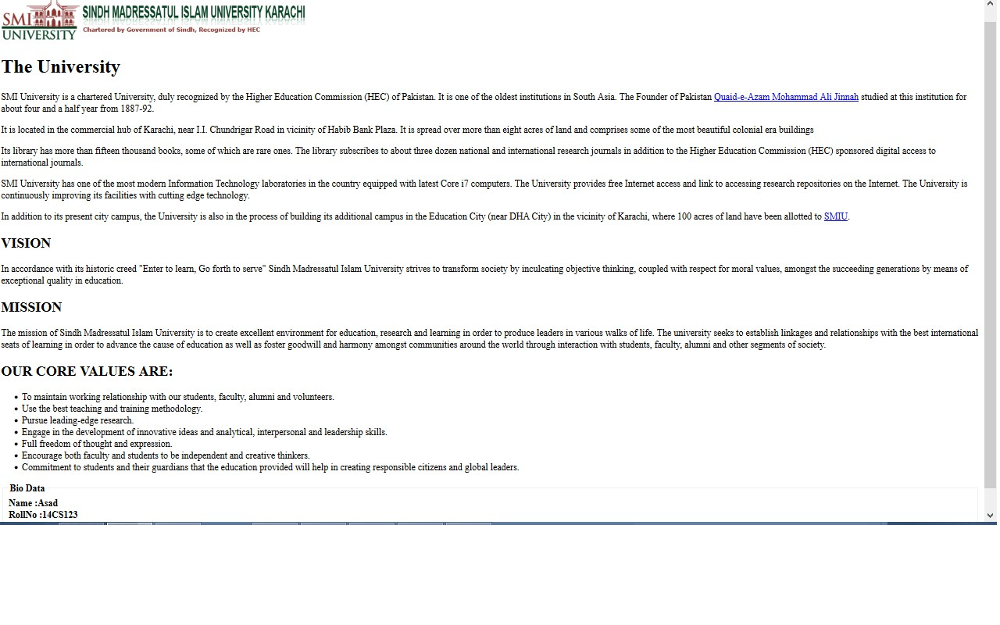 SMI
UNIVERSITY
SINDH MADRESSATUL ISLAM UNIVERSITY KARACHI
Chartered by Government of Sindh, Recognized by HEC
The University
SMI University is a chartered University, duly recognized by the Higher Education Commission (HEC) of Pakistan. It is one of the oldest institutions in South Asia. The Founder of Pakistan Quaid-e-Azam Mohammad Ali Jinnah studied at this institution for
about four and a half year from 1887-92.
It is located in the commercial hub of Karachi, near I.I. Chundrigar Road in vicinity of Habib Bank Plaza. It is spread over more than eight acres of land and comprises some of the most beautiful colonial era buildings
Its library has more than fifteen thousand books, some of which are rare ones. The library subscribes to about three dozen national and international research journals in addition to the Higher Education Commission (HEC) sponsored digital access to
international journals.
SMI University has one of the most modern Information Technology laboratories in the country equipped with latest Core i7 computers. The University provides free Internet access and link to accessing research repositories on the Internet. The University is
continuously improving its facilities with cutting edge technology.
In addition to its present city campus, the University is also in the process of building its additional campus in the Education City (near DHA City) in the vicinity of Karachi, where 100 acres of land have been allotted to SMIU.
VISION
In accordance with its historic creed "Enter to learn, Go forth to serve" Sindh Madressatul Islam University strives to transform society by inculcating objective thinking, coupled with respect for moral values, amongst the succeeding generations by means of
exceptional quality in education.
MISSION
The mission of Sindh Madressatul Islam University is to create excellent environment for education, research and learning in order to produce leaders in various walks of life. The university seeks to establish linkages and relationships with the best international
seats of learning in order to advance the cause of education as well as foster goodwill and harmony amongst communities around the world through interaction with students, faculty, alumni and other segments of society.
OUR CORE VALUES ARE:
• To maintain working relationship with our students, faculty, alumni and volunteers.
• Use the best teaching and training methodology.
• Pursue leading-edge research.
• Engage in the development of innovative ideas and analytical, interpersonal and leadership skills.
• Full freedom of thought and expression.
• Encourage both faculty and students to be independent and creative thinkers.
• Commitment to students and their guardians that the education provided will help in creating responsible citizens and global leaders.
Bio Data
Name :Asad
RollNo :14CS123